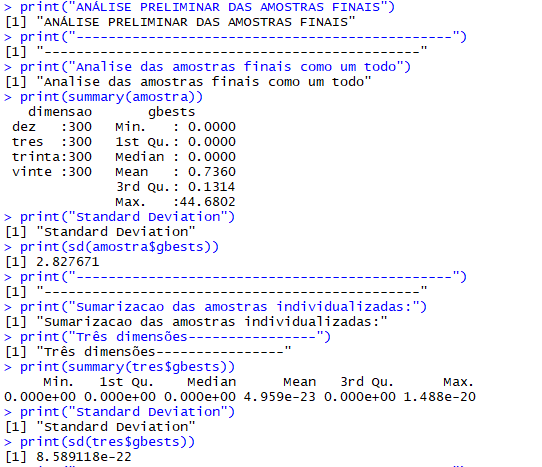 > print("ANÁLISE PRELIMINAR DAS AMOSTRAS FINAIS")
[1] "ANÁLISE PRELIMINAR DAS AMOSTRAS FINAIS"
> print("-----------------------------------------------")
[1] "-----------------------------------------------"
> print("Analise das amostras finais como um todo")
[1] "Analise das amostras finais como um todo"
> print(summary(amostra))
   dimensao       gbests
 dez   :300   Min.   : 0.0000
 tres  :300   1st Qu.: 0.0000
 trinta:300   Median : 0.0000
 vinte :300   Mean   : 0.7360
              3rd Qu.: 0.1314
              Max.   :44.6802
> print("Standard Deviation")
[1] "Standard Deviation"
> print(sd(amostra$gbests))
[1] 2.827671
> print("-----------------------------------------------")
[1] "-----------------------------------------------"
> print("Sumarizacao das amostras individualizadas:")
[1] "Sumarizacao das amostras individualizadas:"
> print("Três dimensões----------------")
[1] "Três dimensões----------------"
> print(summary(tres$gbests))
     Min.   1st Qu.    Median      Mean   3rd Qu.      Max.
0.000e+00 0.000e+00 0.000e+00 4.959e-23 0.000e+00 1.488e-20
> print("Standard Deviation")
[1] "Standard Deviation"
> print(sd(tres$gbests))
[1] 8.589118e-22